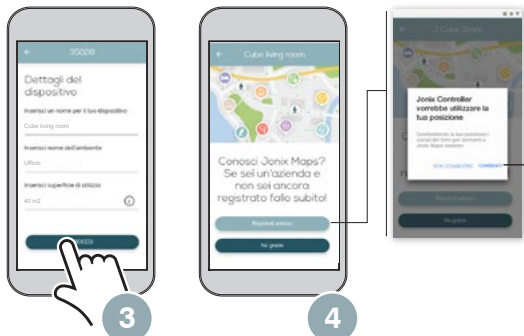 Dettagli del
dispositivo
Inserisci un nome per il tuo dispositivo
Cube living room
Inserisci nome dell'ambiente
Ufficio
Inserisci superficie di utilizzo
40 m2
3
Cube living room
Conosci Jonix Maps?
Se sei un'azienda e
non sei ancora
registrato fallo subito!
Registrati adesso
No grazie
4
Jonix Controller
vorrebbe utilizzare la
tua posizione
NON CONSENTIRE
CONSENTI
No grazie